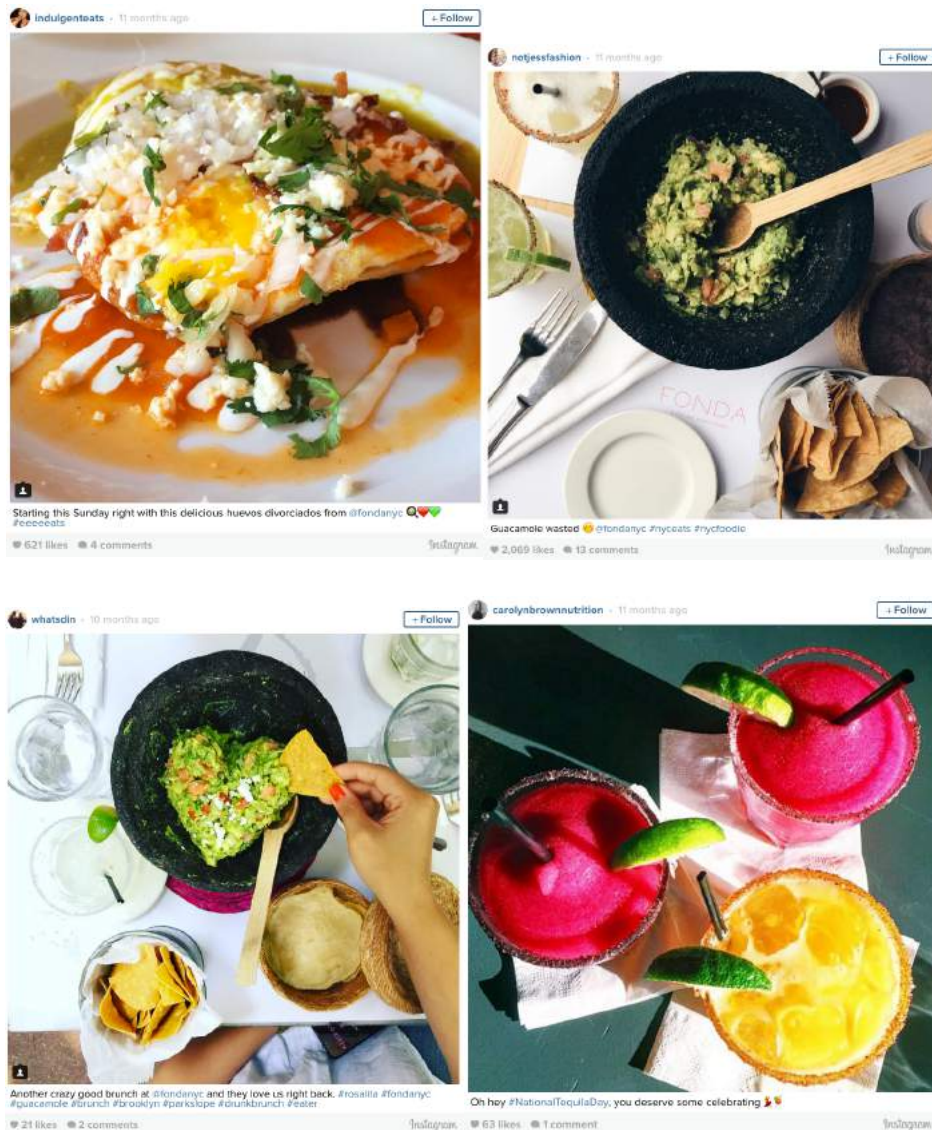 indulgenteats · 11 months ago
+ Follow
Starting this Sunday right with this delicious huevos divorciados from @fondanyc 🍳❤️💚
#eeeeeats
621 likes 4 comments
Instagram
notjessfashion · 11 months ago
+ Follow
FONDA
Guacamole wasted @fondanyc #nyceats #nycfoodie
2,069 likes 13 comments
Instagram
whatsdin · 10 months ago
+ Follow
Another crazy good brunch at @fondanyc and they love us right back. #rosalita #fondanyc
#guacamole #brunch #brooklyn #parkslope #drunkbrunch #eater
21 likes 2 comments
Instagram
carolynbrownnutrition · 11 months ago
+ Follow
Oh hey #NationalTequilaDay, you deserve some celebrating 💃🍹
63 likes 1 comment
Instagram